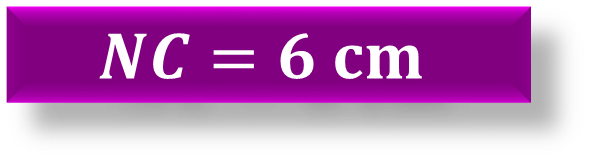 NC = 6 cm